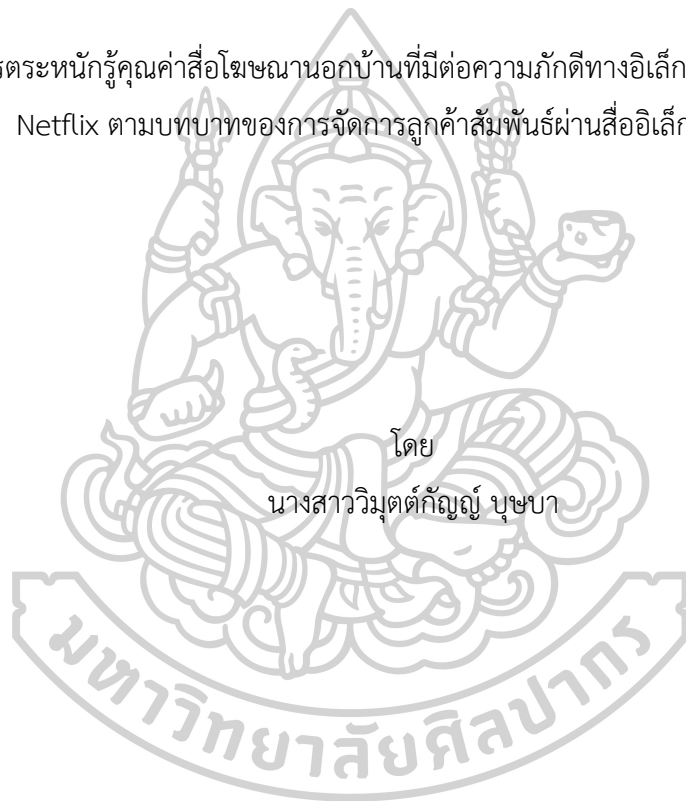 รตระหนักรู้คุณค่าสื่อโฆษณานอกบ้านที่มีต่อความภักดีทางอิเล็ก
Netflix ตามบทบาทของการจัดการลูกค้าสัมพันธ์ผ่านสื่ออิเล็ก
โดย
นางสาววิมุตต์กัญญ์ บุษบา
มหาวิทยาลัยศิลปากร